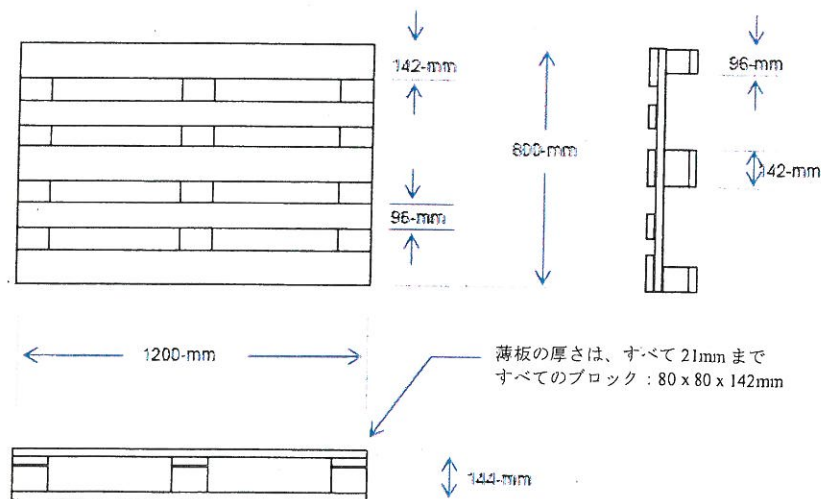 142-mm
96-mm
800-mm
142-mm
96-mm
1200-mm
薄板の厚さは、すべて 21mm まで
すべてのブロック : 80 x 80 x 142mm
144-mm